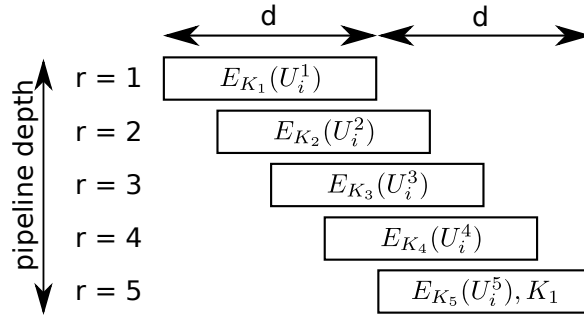 d d
r = 1 E_{K_1}(U_i^1)
r = 2 E_{K_2}(U_i^2)
r = 3 E_{K_3}(U_i^3)
r = 4 E_{K_4}(U_i^4)
r = 5 E_{K_5}(U_i^5), K_1
pipeline depth